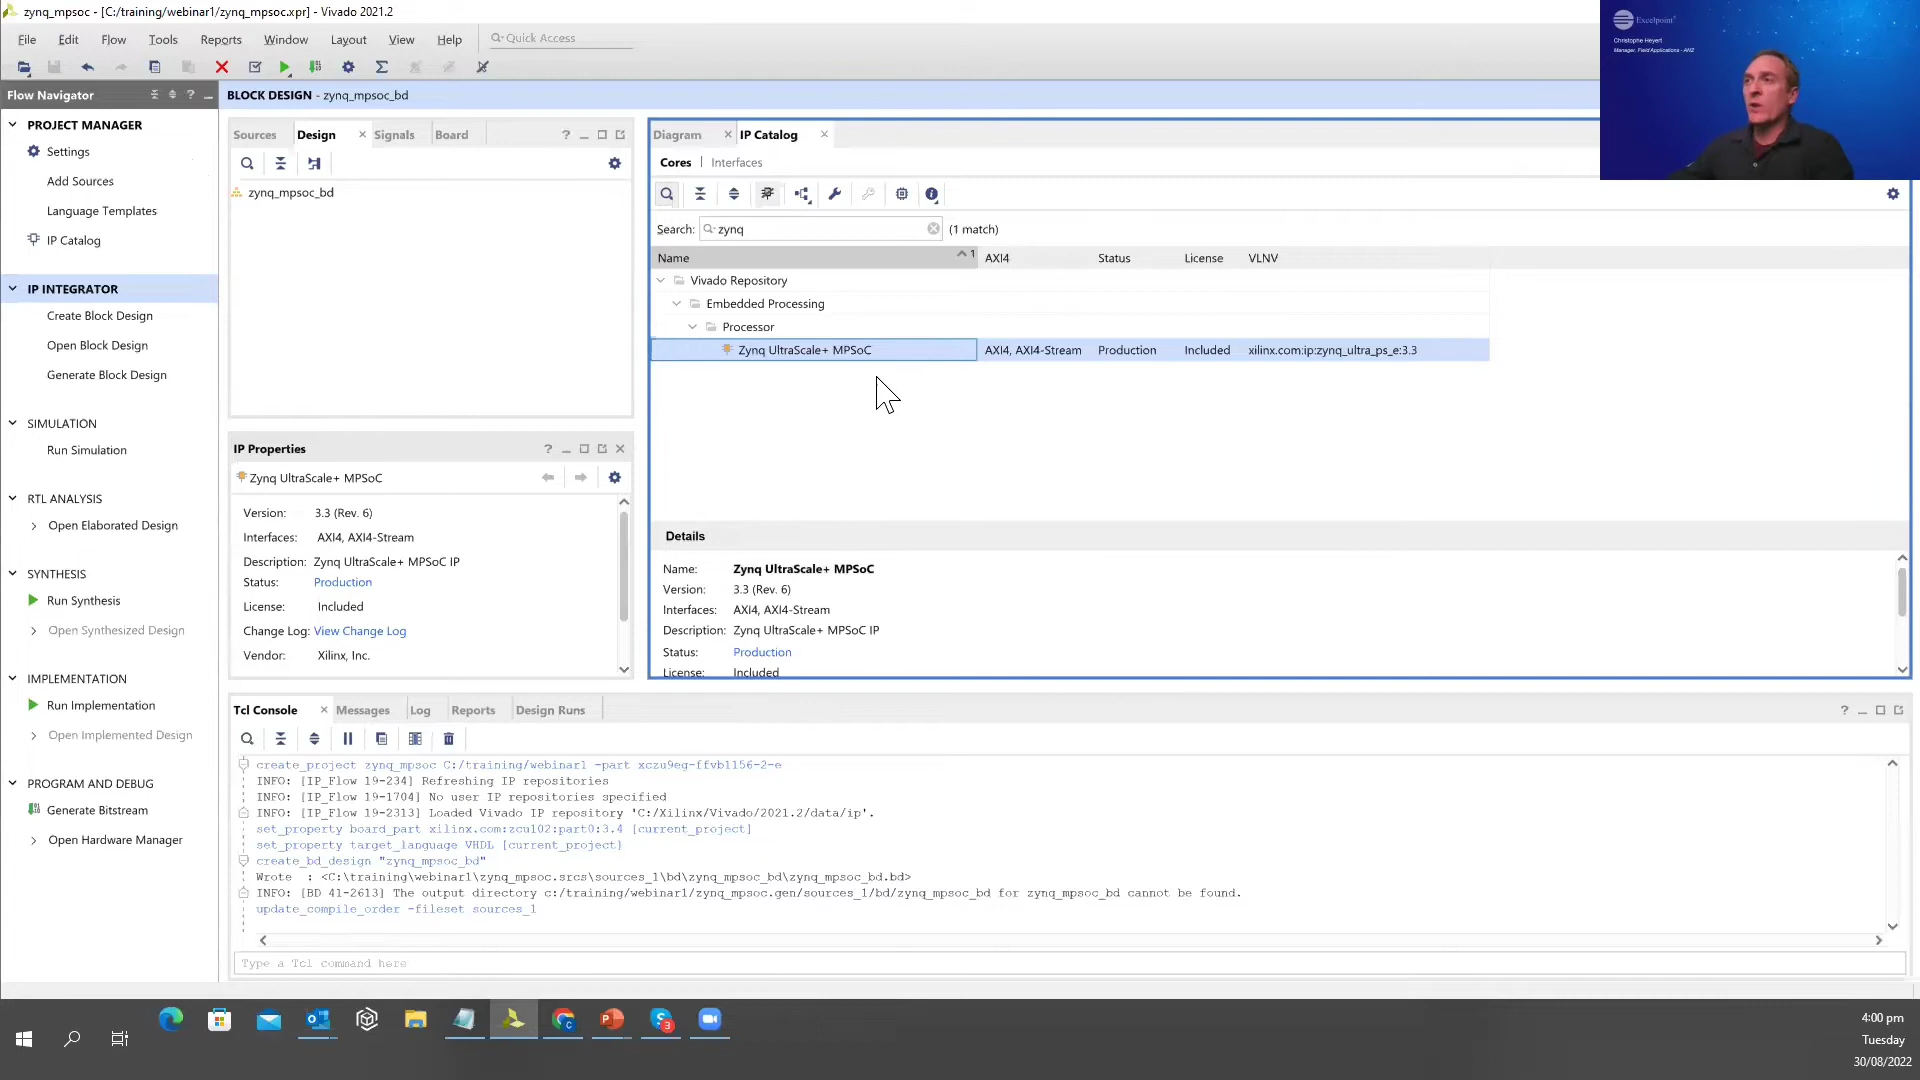 zynq_mpsoc - [C:/training/webinar1/zynq_mpsoc.xpr] - Vivado 2021.2
File Edit Flow Tools Reports Window Layout View Help Quick Access
Excelpoint
Christophe Heyert
Manager, Field Applications - ANZ
Flow Navigator
PROJECT MANAGER
Settings
Add Sources
Language Templates
IP Catalog
IP INTEGRATOR
Create Block Design
Open Block Design
Generate Block Design
SIMULATION
Run Simulation
RTL ANALYSIS
Open Elaborated Design
SYNTHESIS
Run Synthesis
Open Synthesized Design
IMPLEMENTATION
Run Implementation
Open Implemented Design
PROGRAM AND DEBUG
Generate Bitstream
Open Hardware Manager
BLOCK DESIGN - zynq_mpsoc_bd
Sources Design Signals Board
zynq_mpsoc_bd
IP Properties
Zynq UltraScale+ MPSoC
Version: 3.3 (Rev. 6)
Interfaces: AXI4, AXI4-Stream
Description: Zynq UltraScale+ MPSoC IP
Status: Production
License: Included
Change Log: View Change Log
Vendor: Xilinx, Inc.
Diagram IP Catalog
Cores | Interfaces
Search: zynq (1 match)
Name 1 AXI4 Status License VLNV
Vivado Repository
Embedded Processing
Processor
Zynq UltraScale+ MPSoC AXI4, AXI4-Stream Production Included xilinx.com:ip:zynq_ultra_ps_e:3.3
Details
Name: Zynq UltraScale+ MPSoC
Version: 3.3 (Rev. 6)
Interfaces: AXI4, AXI4-Stream
Description: Zynq UltraScale+ MPSoC IP
Status: Production
License: Included
Tcl Console Messages Log Reports Design Runs
create_project zynq_mpsoc C:/training/webinar1 -part xczu9eg-ffvb1156-2-e
INFO: [IP_Flow 19-234] Refreshing IP repositories
INFO: [IP_Flow 19-1704] No user IP repositories specified
INFO: [IP_Flow 19-2313] Loaded Vivado IP repository 'C:/Xilinx/Vivado/2021.2/data/ip'.
set_property board_part xilinx.com:zcu102:part0:3.4 [current_project]
set_property target_language VHDL [current_project]
create_bd_design "zynq_mpsoc_bd"
Wrote : <C:\training\webinar1\zynq_mpsoc.srcs\sources_1\bd\zynq_mpsoc_bd\zynq_mpsoc_bd.bd>
INFO: [BD 41-2613] The output directory c:/training/webinar1/zynq_mpsoc.gen/sources_1/bd/zynq_mpsoc_bd for zynq_mpsoc_bd cannot be found.
update_compile_order -fileset sources_1
Type a Tcl command here
4:00 pm
Tuesday
30/08/2022